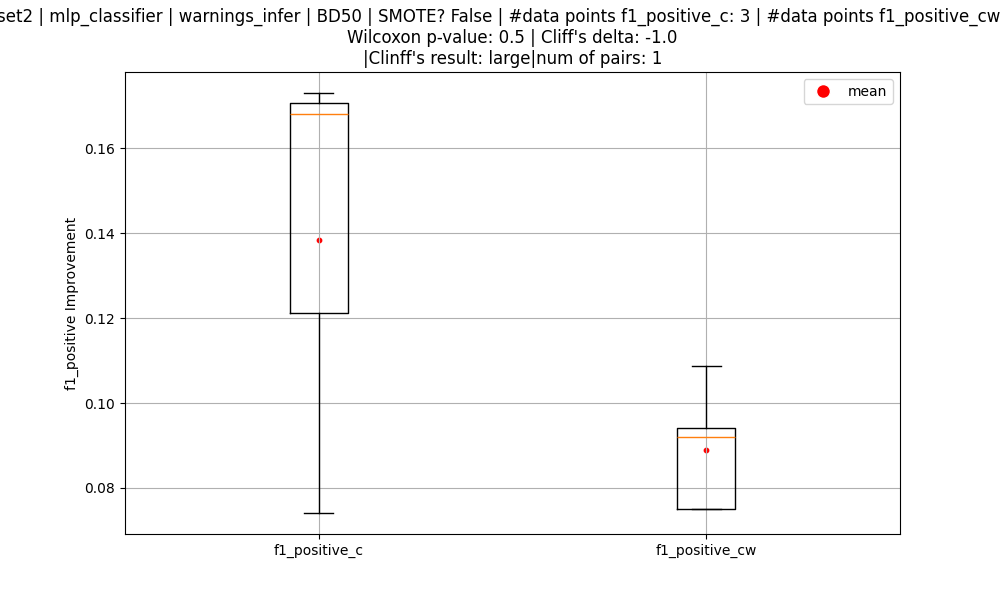 set2 | mlp_classifier | warnings_infer | BD50 | SMOTE? False | #data points f1_positive_c: 3 | #data points f1_positive_cw
Wilcoxon p-value: 0.5 | Cliff's delta: -1.0
|Clinff's result: large|num of pairs: 1
mean
0.16
0.14
0.12
0.10
0.08
f1_positive Improvement
f1_positive_c
f1_positive_cw